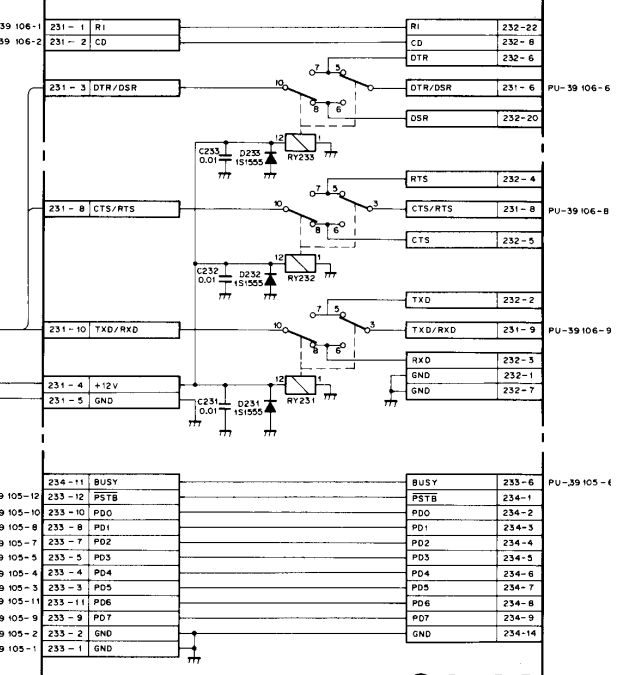 39 106-1 231-1 RI RI 232-22
39 106-2 231-2 CD CD 232-8
DTR 232-6
7 5
231-3 DTR/DSR 10 DTR/DSR 231-6 PU-39 106-6
8 6
DSR 232-20
12 1
C233 0.01 D233 1S1555 RY233
RTS 232-4
7 5
231-8 CTS/RTS 10 3 CTS/RTS 231-8 PU-39 106-8
8 6
CTS 232-5
12 1
C232 0.01 D232 1S1555 RY232
TXD 232-2
7 5
231-10 TXD/RXD 10 3 TXD/RXD 231-9 PU-39 106-9
8 6
RXD 232-3
GND 232-1
231-4 +12V 12 1 GND 232-7
231-5 GND C231 0.01 D231 1S1555 RY231
234-11 BUSY BUSY 233-6 PU-39 105-6
9 105-12 233-12 PSTB PSTB 234-1
9 105-10 233-10 PD0 PD0 234-2
9 105-8 233-8 PD1 PD1 234-3
9 105-7 233-7 PD2 PD2 234-4
9 105-5 233-5 PD3 PD3 234-5
9 105-4 233-4 PD4 PD4 234-6
9 105-3 233-3 PD5 PD5 234-7
9 105-11 233-11 PD6 PD6 234-8
9 105-9 233-9 PD7 PD7 234-9
9 105-2 233-2 GND GND 234-14
9 105-1 233-1 GND